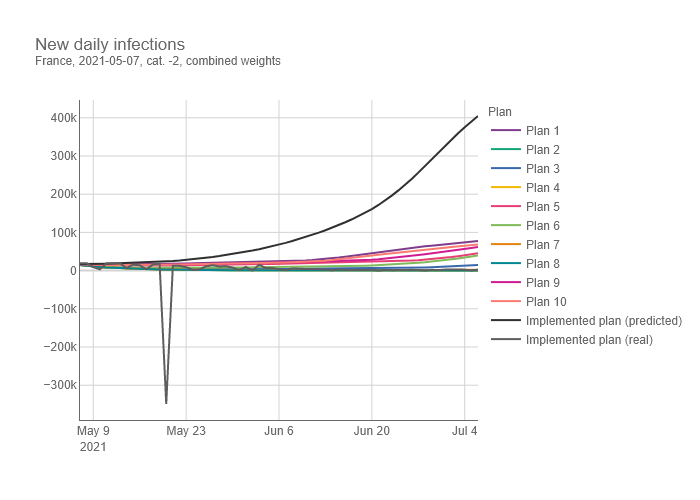 New daily infections
France, 2021-05-07, cat. -2, combined weights
400k
300k
200k
100k
0
−100k
−200k
−300k
May 9
2021
May 23
Jun 6
Jun 20
Jul 4
Plan
Plan 1
Plan 2
Plan 3
Plan 4
Plan 5
Plan 6
Plan 7
Plan 8
Plan 9
Plan 10
Implemented plan (predicted)
Implemented plan (real)